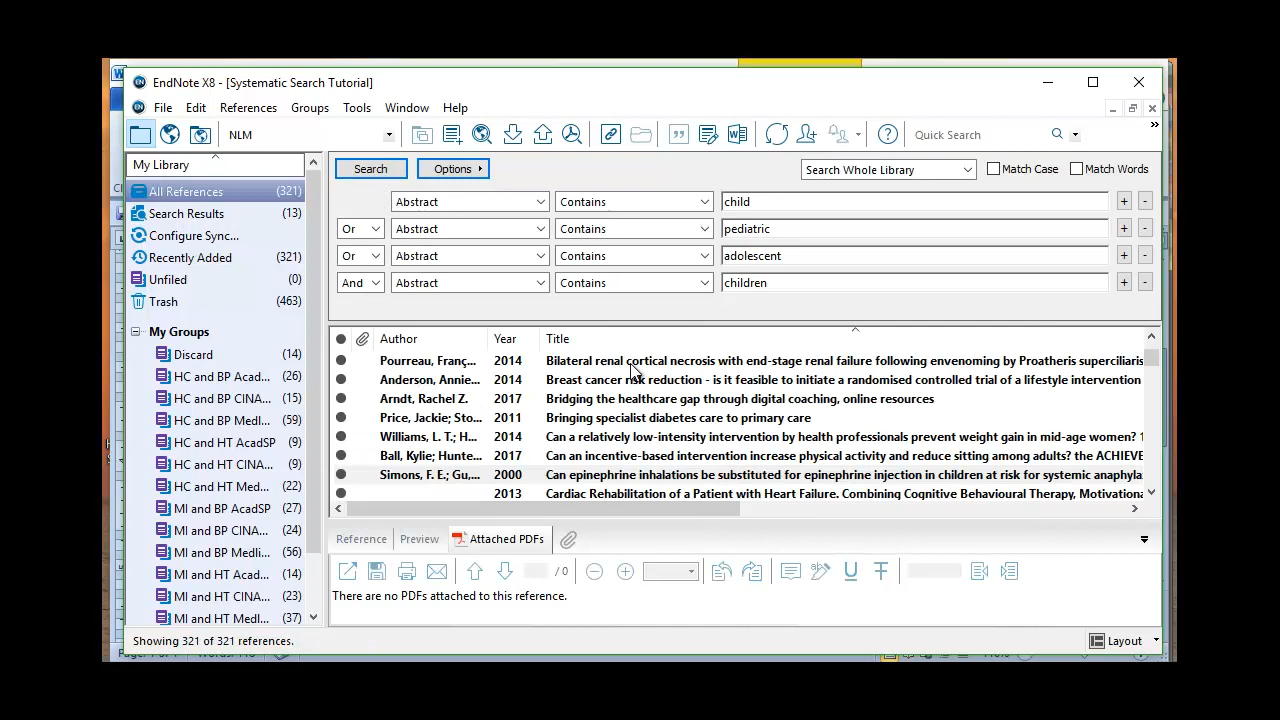 EndNote X8 - [Systematic Search Tutorial]
File Edit References Groups Tools Window Help
NLM
Quick Search
My Library
Search Options Search Whole Library Match Case Match Words
All References (321)
Search Results (13)
Configure Sync...
Recently Added (321)
Unfiled (0)
Trash (463)
My Groups
Discard (14)
HC and BP Acad... (26)
HC and BP CINA... (39)
HC and BP Medl... (59)
HC and HT AcadSP (9)
HC and HT CINA... (9)
HC and HT Med... (22)
MI and BP AcadSP (9)
MI and BP CINA... (24)
MI and BP Medli... (56)
MI and HT Acad... (14)
MI and HT CINA... (23)
MI and HT Medl... (37)
Abstract Contains child + -
Or Abstract Contains pediatric + -
Or Abstract Contains adolescent + -
And Abstract Contains children + -
Author Year Title
Pourreau, Franç... 2014 Bilateral renal cortical necrosis with end-stage renal failure following envenoming by Proatheris superciliaris
Anderson, Annie... 2014 Breast cancer risk reduction - is it feasible to initiate a randomised controlled trial of a lifestyle intervention
Arndt, Rachel Z. 2017 Bridging the healthcare gap through digital coaching, online resources
Price, Jackie; Sto... 2011 Bringing specialist diabetes care to primary care
Williams, L. T.; H... 2014 Can a relatively low-intensity intervention by health professionals prevent weight gain in mid-age women?
Ball, Kylie; Hunte... 2017 Can an incentive-based intervention increase physical activity and reduce sitting among adults? the ACHIEVE
Simons, F. E.; Gu,... 2000 Can epinephrine inhalations be substituted for epinephrine injection in children at risk for systemic anaphyla
2013 Cardiac Rehabilitation of a Patient with Heart Failure. Combining Cognitive Behavioural Therapy, Motivationa
Reference Preview Attached PDFs
/ 0
There are no PDFs attached to this reference.
Showing 321 of 321 references.
Layout